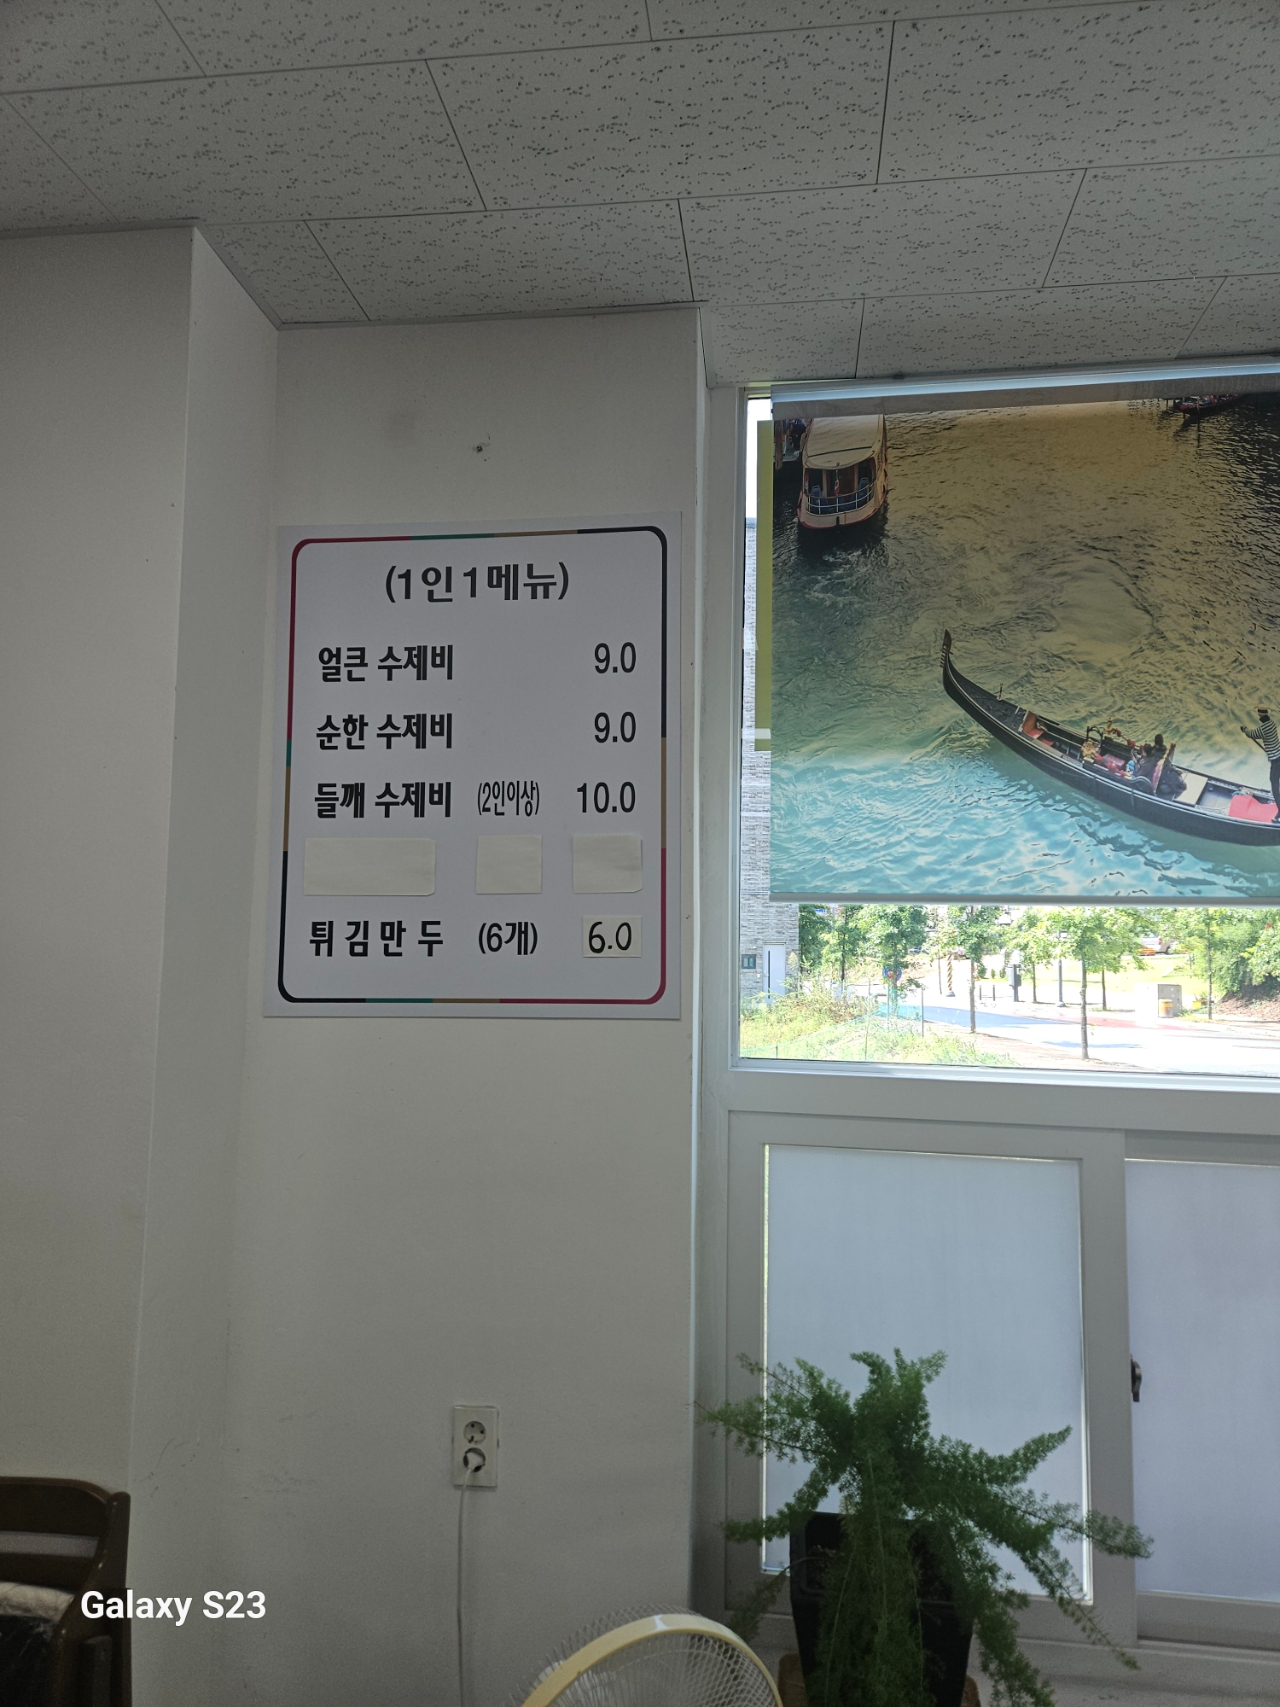 (1인1메뉴)
얼큰 수제비 9.0
순한 수제비 9.0
들깨 수제비 (2인이상) 10.0
튀김만두 (6개) 6.0
Galaxy S23